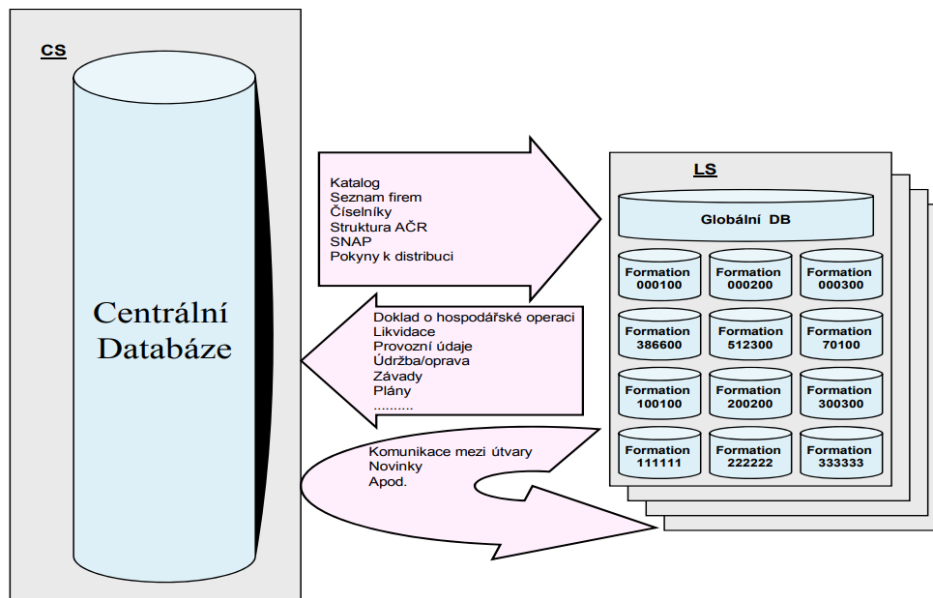 CS
Centrální
Databáze
Katalog
Seznam firem
Číselníky
Struktura AČR
SNAP
Pokyny k distribuci
Doklad o hospodářské operaci
Likvidace
Provozní údaje
Údržba/oprava
Závady
Plány
..........
Komunikace mezi útvary
Novinky
Apod.
LS
Globální DB
Formation
000100
Formation
000200
Formation
000300
Formation
386600
Formation
512300
Formation
70100
Formation
100100
Formation
200200
Formation
300300
Formation
111111
Formation
222222
Formation
333333